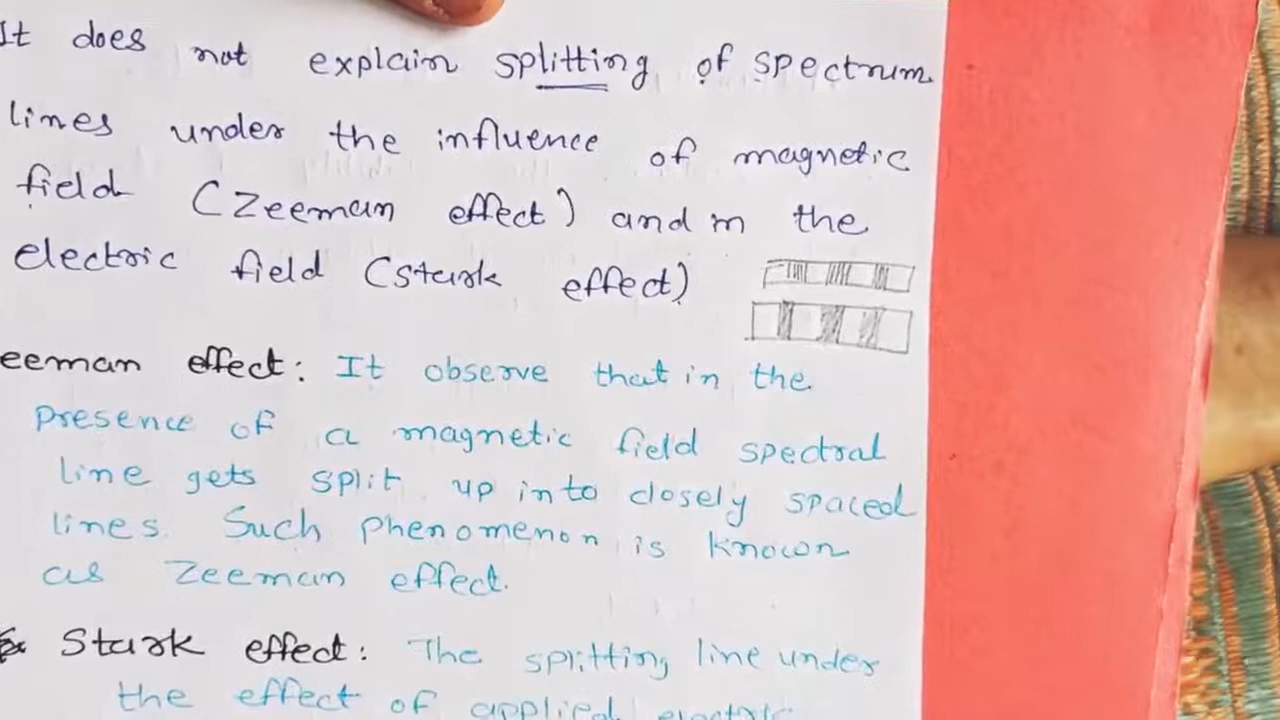 It does not explain splitting of spectrum
lines under the influence of magnetic
field (Zeeman effect) and in the
electric field (Stark effect)
eeman effect: It observe that in the
presence of a magnetic field spectral
line gets split up into closely spaced
lines. Such phenomenon is known
as Zeeman effect.
Stark effect: The splitting line under
the effect of applied electric